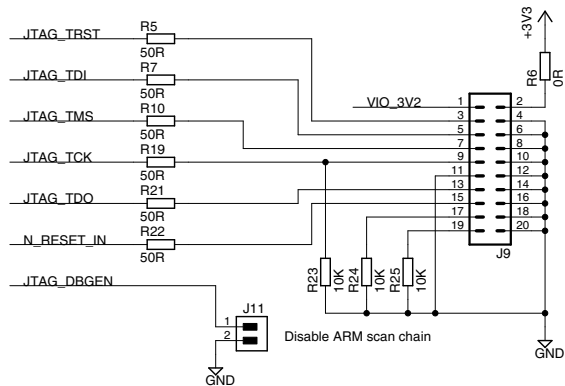 JTAG_TRST
R5
50R
JTAG_TDI
R7
50R
JTAG_TMS
R10
50R
JTAG_TCK
R19
50R
JTAG_TDO
R21
50R
N_RESET_IN
R22
50R
JTAG_DBGEN
+3V3
R6
0R
VIO_3V2
1
2
3
4
5
6
7
8
9
10
11
12
13
14
15
16
17
18
19
20
J9
R23
10K
R24
10K
R25
10K
J11
1
2
Disable ARM scan chain
GND
GND